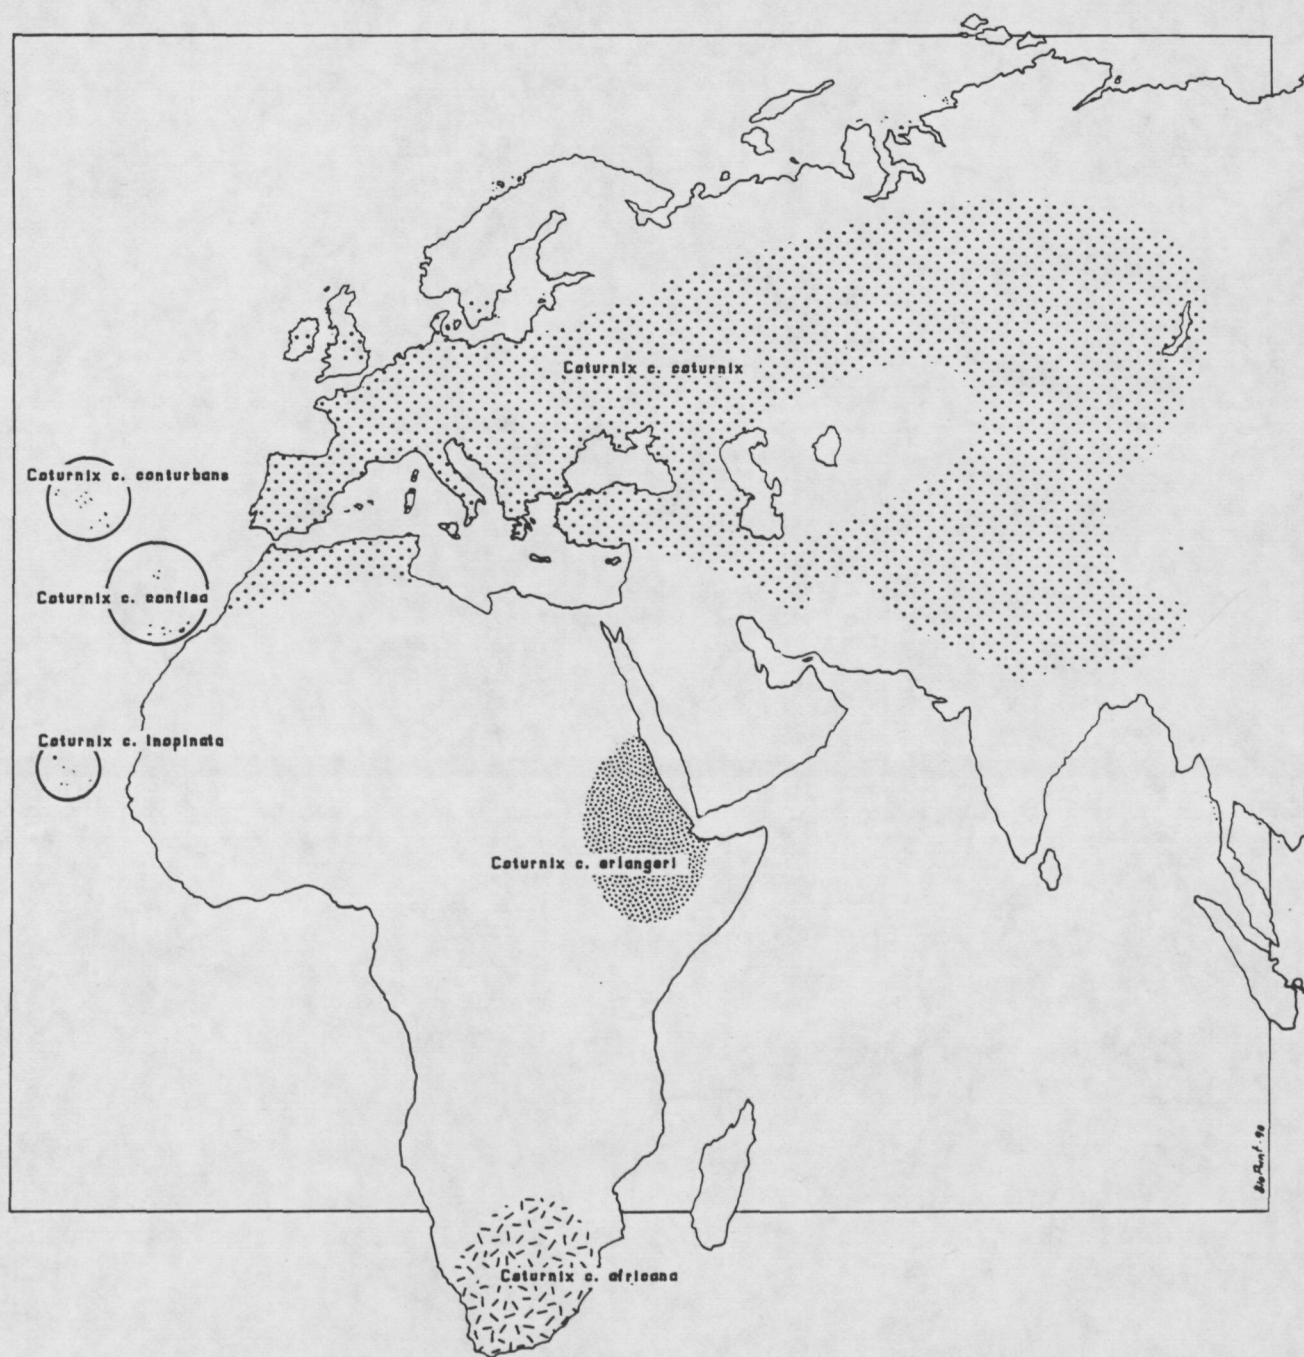 Coturnix c. coturnix
Coturnix c. conturbans
Coturnix c. confisa
Coturnix c. inopinata
Coturnix c. erlangeri
Coturnix c. africana